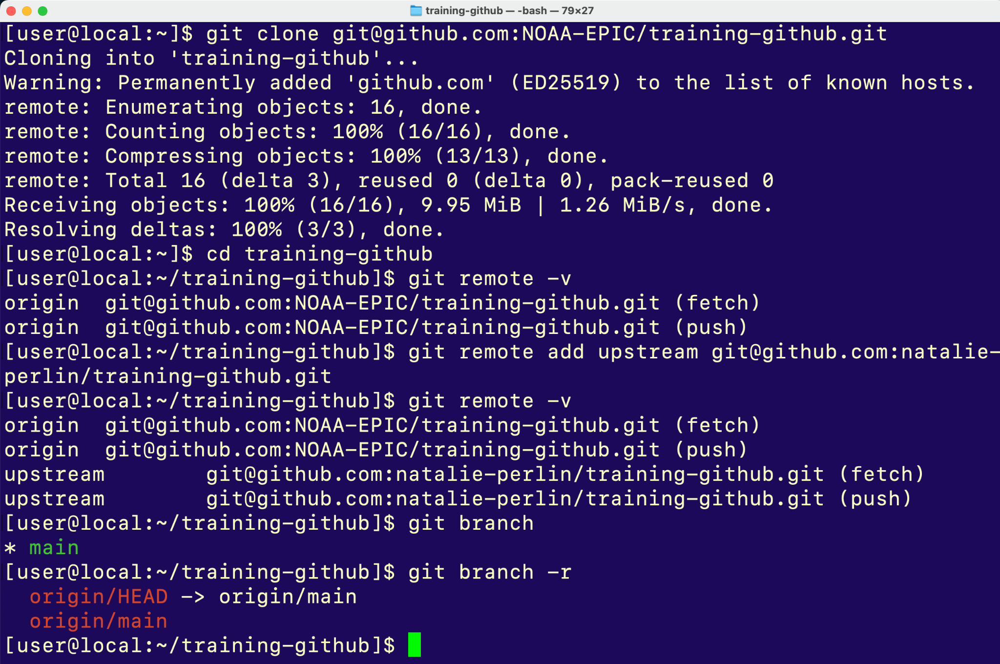 training-github — -bash — 79×27
[user@local:~]$ git clone git@github.com:NOAA-EPIC/training-github.git
Cloning into 'training-github'...
Warning: Permanently added 'github.com' (ED25519) to the list of known hosts.
remote: Enumerating objects: 16, done.
remote: Counting objects: 100% (16/16), done.
remote: Compressing objects: 100% (13/13), done.
remote: Total 16 (delta 3), reused 0 (delta 0), pack-reused 0
Receiving objects: 100% (16/16), 9.95 MiB | 1.26 MiB/s, done.
Resolving deltas: 100% (3/3), done.
[user@local:~]$ cd training-github
[user@local:~/training-github]$ git remote -v
origin  git@github.com:NOAA-EPIC/training-github.git (fetch)
origin  git@github.com:NOAA-EPIC/training-github.git (push)
[user@local:~/training-github]$ git remote add upstream git@github.com:natalie-
perlin/training-github.git
[user@local:~/training-github]$ git remote -v
origin  git@github.com:NOAA-EPIC/training-github.git (fetch)
origin  git@github.com:NOAA-EPIC/training-github.git (push)
upstream        git@github.com:natalie-perlin/training-github.git (fetch)
upstream        git@github.com:natalie-perlin/training-github.git (push)
[user@local:~/training-github]$ git branch
* main
[user@local:~/training-github]$ git branch -r
  origin/HEAD -> origin/main
  origin/main
[user@local:~/training-github]$